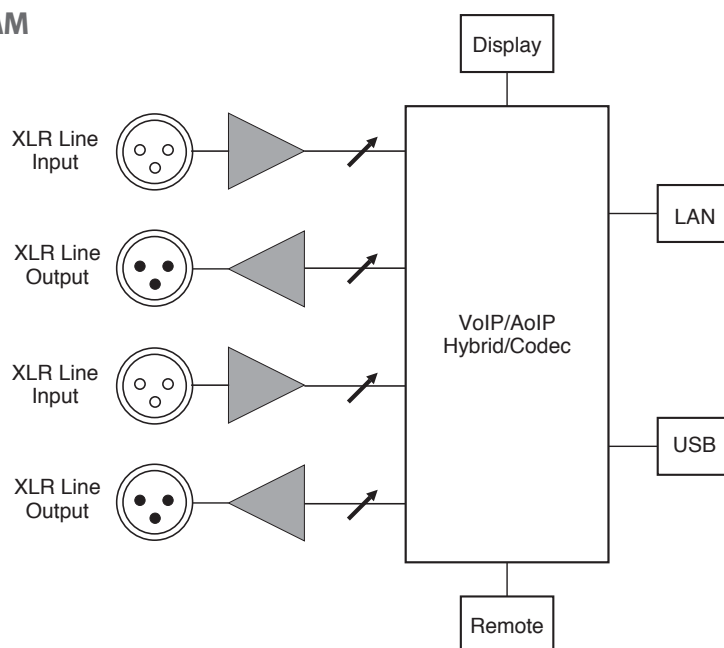 AM
Display
XLR Line
Input
LAN
XLR Line
Output
VoIP/AoIP
Hybrid/Codec
XLR Line
Input
USB
XLR Line
Output
Remote